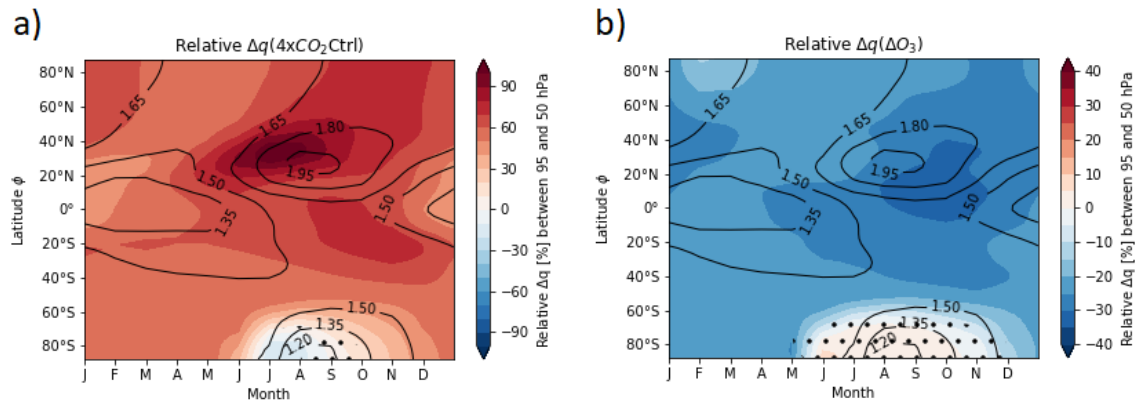 a)
Relative Δq(4xCO₂Ctrl)
80°N
60°N
40°N
20°N
0°
20°S
40°S
60°S
80°S
Latitude ϕ
J F M A M J J A S O N D
Month
1.65
1.65
1.80
1.95
1.50
1.50
1.35
1.50
1.35
1.20
90
60
30
0
−30
−60
−90
Relative Δq [%] between 95 and 50 hPa
b)
Relative Δq(ΔO₃)
80°N
60°N
40°N
20°N
0°
20°S
40°S
60°S
80°S
Latitude ϕ
J F M A M J J A S O N D
Month
1.65
1.65
1.80
1.95
1.50
1.50
1.35
1.50
1.35
1.20
40
30
20
10
0
−10
−20
−30
−40
Relative Δq [%] between 95 and 50 hPa